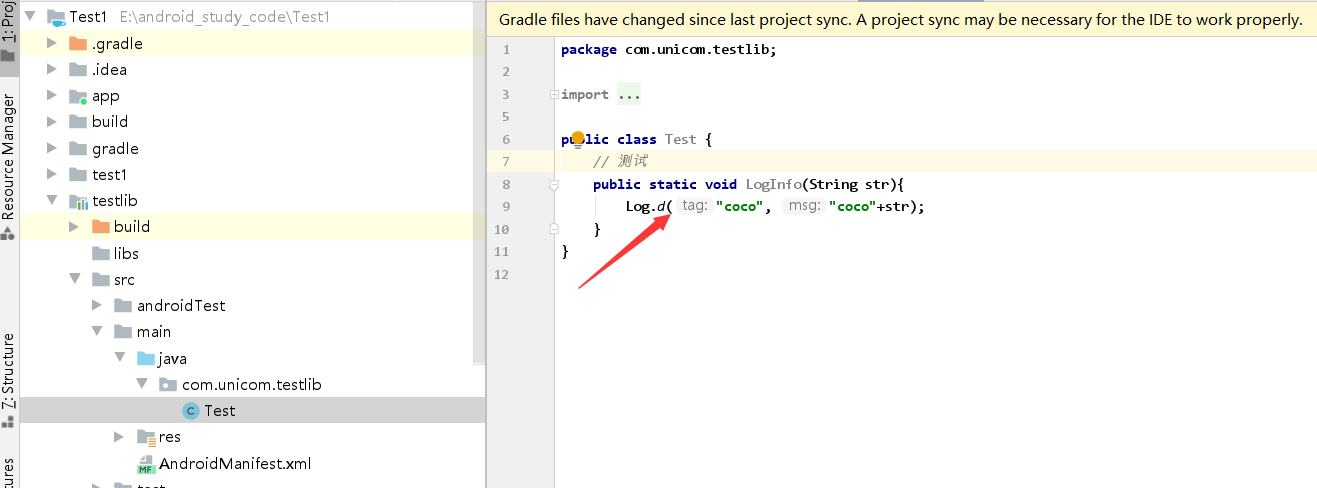 1: Proj
Resource Manager
7: Structure
tures
Test1 E:\android_study_code\Test1
.gradle
.idea
app
build
gradle
test1
testlib
build
libs
src
androidTest
main
java
com.unicom.testlib
C Test
res
MF AndroidManifest.xml
test
Gradle files have changed since last project sync. A project sync may be necessary for the IDE to work properly.
1 package com.unicom.testlib;
2
3 import ...
5
6 public class Test {
7 // 测试
8 public static void LogInfo(String str){
9 Log.d( tag: "coco", msg: "coco"+str);
10 }
11 }
12